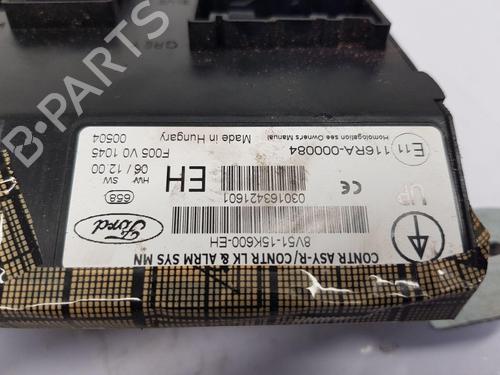 CONTR ASY-R/CONTR LK & ALRM SYS MN
8V51-15K600-EH
Ford
UP
030163421601
EH
658
HW SW
06 / 12.00
F005 V0 1045
00504
Made in Hungary
E11
116RA-000084
Homologation see Owners Manual
GRE
B-PARTS